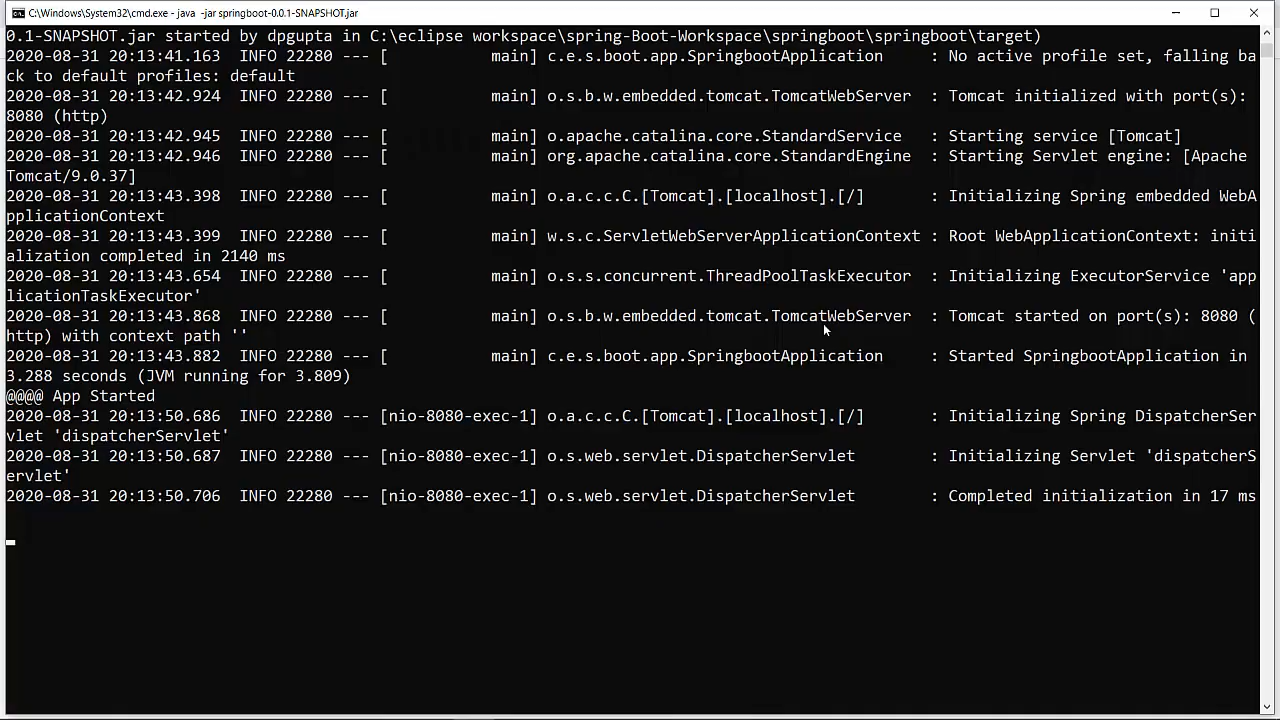 C:\Windows\System32\cmd.exe - java -jar springboot-0.0.1-SNAPSHOT.jar
0.1-SNAPSHOT.jar started by dpgupta in C:\eclipse workspace\spring-Boot-Workspace\springboot\springboot\target)
2020-08-31 20:13:41.163  INFO 22280 --- [           main] c.e.s.boot.app.SpringbootApplication     : No active profile set, falling ba
ck to default profiles: default
2020-08-31 20:13:42.924  INFO 22280 --- [           main] o.s.b.w.embedded.tomcat.TomcatWebServer  : Tomcat initialized with port(s):
8080 (http)
2020-08-31 20:13:42.945  INFO 22280 --- [           main] o.apache.catalina.core.StandardService   : Starting service [Tomcat]
2020-08-31 20:13:42.946  INFO 22280 --- [           main] org.apache.catalina.core.StandardEngine  : Starting Servlet engine: [Apache
Tomcat/9.0.37]
2020-08-31 20:13:43.398  INFO 22280 --- [           main] o.a.c.c.C.[Tomcat].[localhost].[/]       : Initializing Spring embedded WebA
pplicationContext
2020-08-31 20:13:43.399  INFO 22280 --- [           main] w.s.c.ServletWebServerApplicationContext : Root WebApplicationContext: initi
alization completed in 2140 ms
2020-08-31 20:13:43.654  INFO 22280 --- [           main] o.s.s.concurrent.ThreadPoolTaskExecutor  : Initializing ExecutorService 'app
licationTaskExecutor'
2020-08-31 20:13:43.868  INFO 22280 --- [           main] o.s.b.w.embedded.tomcat.TomcatWebServer  : Tomcat started on port(s): 8080 (
http) with context path ''
2020-08-31 20:13:43.882  INFO 22280 --- [           main] c.e.s.boot.app.SpringbootApplication     : Started SpringbootApplication in
3.288 seconds (JVM running for 3.809)
@@@@ App Started
2020-08-31 20:13:50.686  INFO 22280 --- [nio-8080-exec-1] o.a.c.c.C.[Tomcat].[localhost].[/]       : Initializing Spring DispatcherSer
vlet 'dispatcherServlet'
2020-08-31 20:13:50.687  INFO 22280 --- [nio-8080-exec-1] o.s.web.servlet.DispatcherServlet        : Initializing Servlet 'dispatcherS
ervlet'
2020-08-31 20:13:50.706  INFO 22280 --- [nio-8080-exec-1] o.s.web.servlet.DispatcherServlet        : Completed initialization in 17 ms